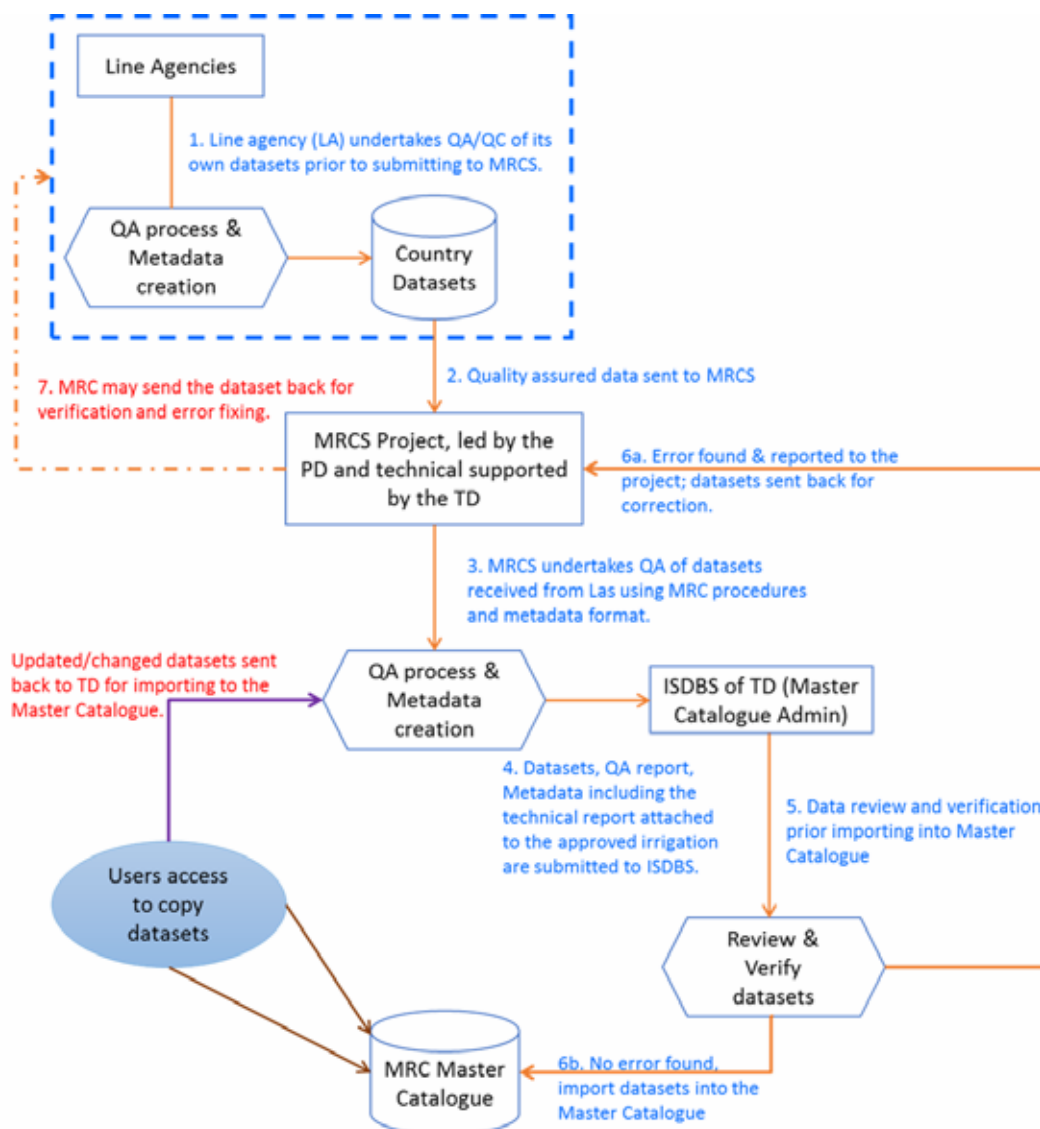 Line Agencies
1. Line agency (LA) undertakes QA/QC of its
own datasets prior to submitting to MRCS.
QA process &
Metadata
creation
Country
Datasets
2. Quality assured data sent to MRCS
7. MRC may send the dataset back for
verification and error fixing.
MRCS Project, led by the
PD and technical supported
by the TD
6a. Error found & reported to the
project; datasets sent back for
correction.
3. MRCS undertakes QA of datasets
received from Las using MRC procedures
and metadata format.
Updated/changed datasets sent
back to TD for importing to the
Master Catalogue.
QA process &
Metadata
creation
ISDBS of TD (Master
Catalogue Admin)
4. Datasets, QA report,
Metadata including the
technical report attached
to the approved irrigation
are submitted to ISDBS.
5. Data review and verification
prior importing into Master
Catalogue
Users access
to copy
datasets
Review &
Verify
datasets
MRC Master
Catalogue
6b. No error found,
import datasets into the
Master Catalogue